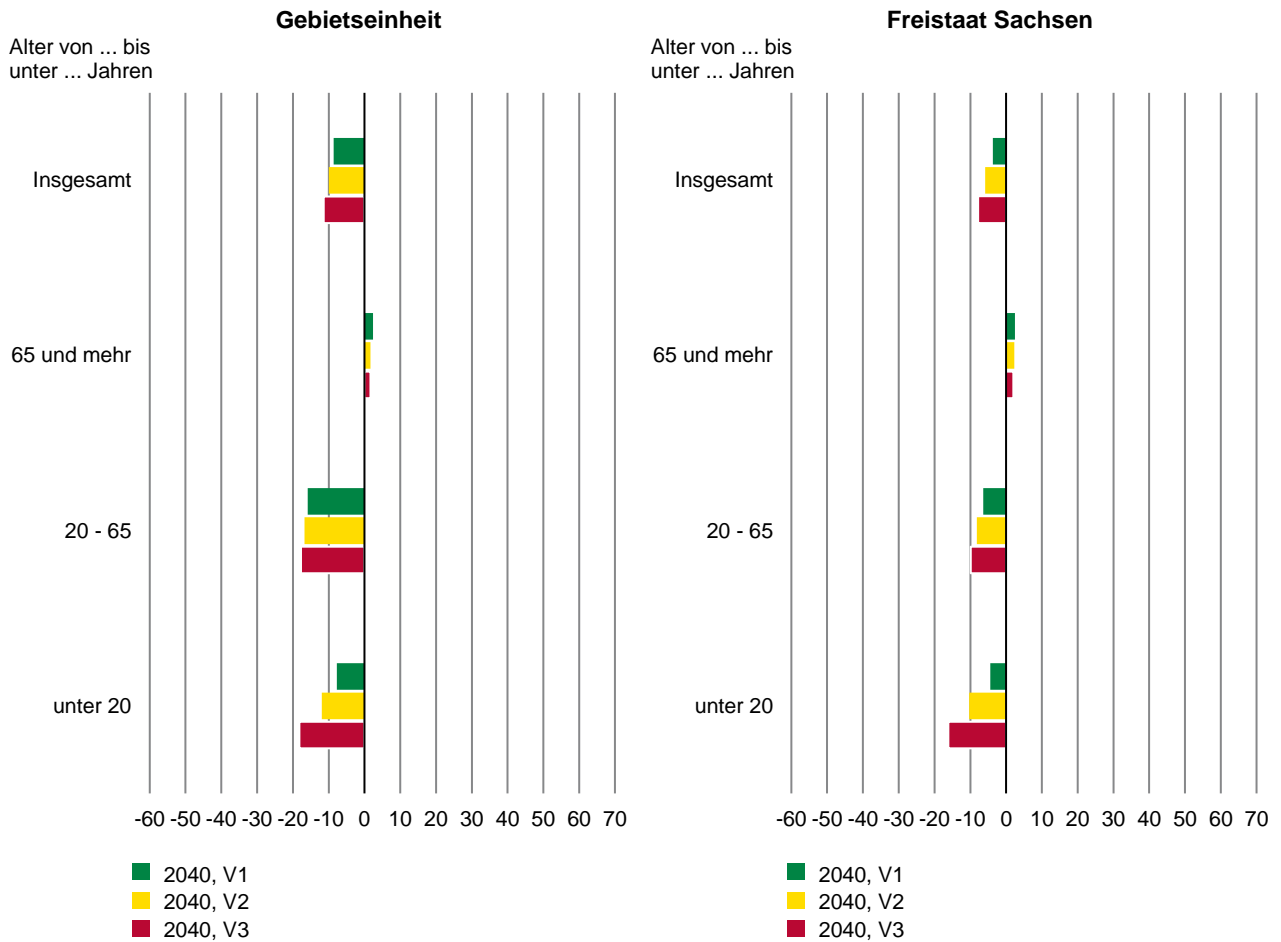 Gebietseinheit
Alter von ... bis
unter ... Jahren
Insgesamt
65 und mehr
20 - 65
unter 20
-60 -50 -40 -30 -20 -10 0 10 20 30 40 50 60 70
2040, V1
2040, V2
2040, V3
Freistaat Sachsen
Alter von ... bis
unter ... Jahren
Insgesamt
65 und mehr
20 - 65
unter 20
-60 -50 -40 -30 -20 -10 0 10 20 30 40 50 60 70
2040, V1
2040, V2
2040, V3